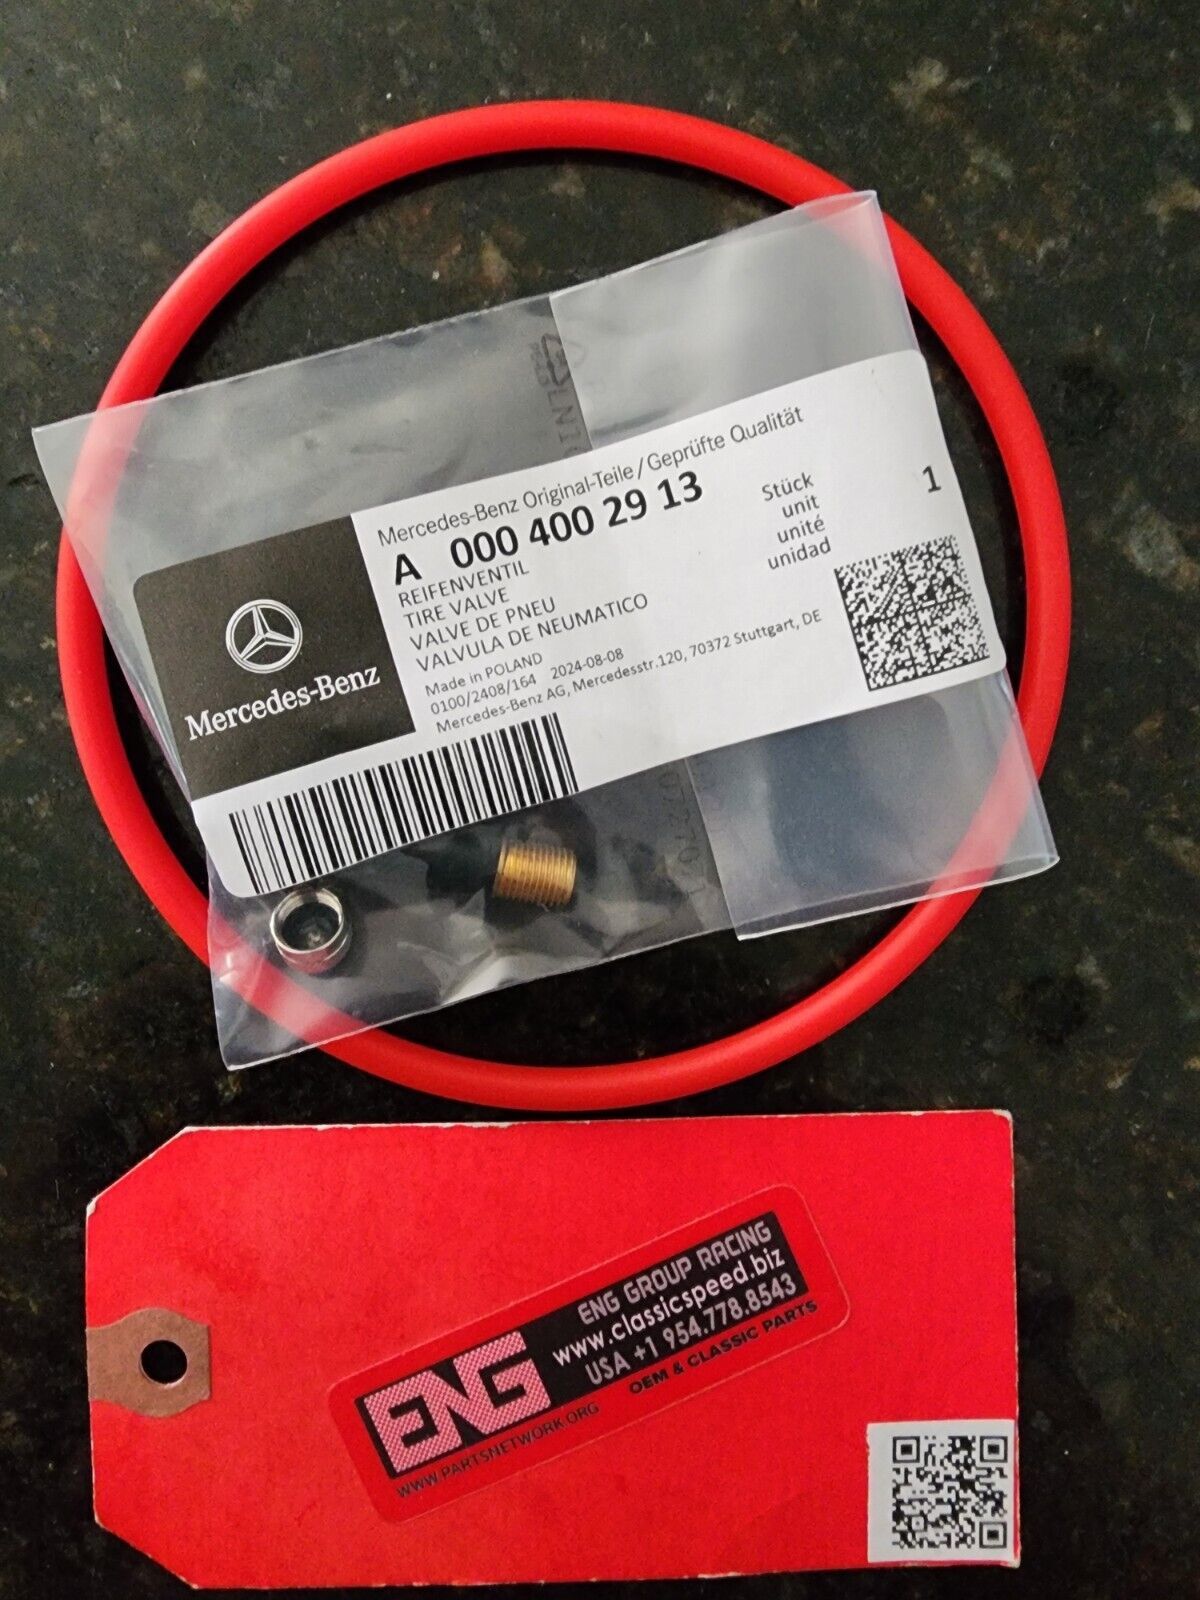 Mercedes-Benz Original-Teile/Geprüfte Qualität
A 000 400 29 13
REIFENVENTIL
TIRE VALVE
VALVE DE PNEU
VALVULA DE NEUMATICO
Stück 1
unit
unité
unidad
Made in POLAND
0100/2408/164 2024-08-08
Mercedes-Benz AG, Mercedesstr.120, 70372 Stuttgart, DE
Mercedes-Benz
ENG GROUP RACING
www.classicspeed.biz
USA +1 954.778.8543
OEM & CLASSIC PARTS
ENG
WWW.PARTSNETWORK.ORG